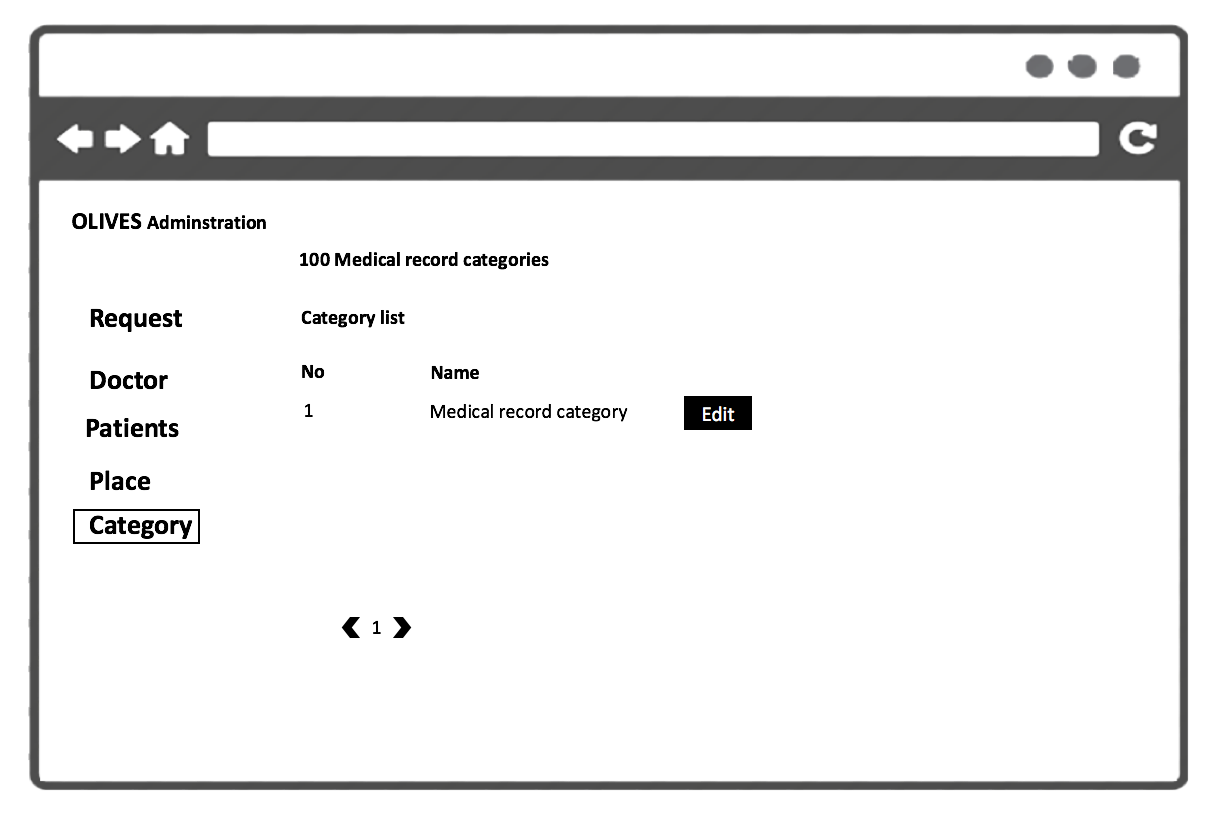 OLIVES Adminstration
100 Medical record categories
Request
Category list
Doctor
No Name
1 Medical record category Edit
Patients
Place
Category
1